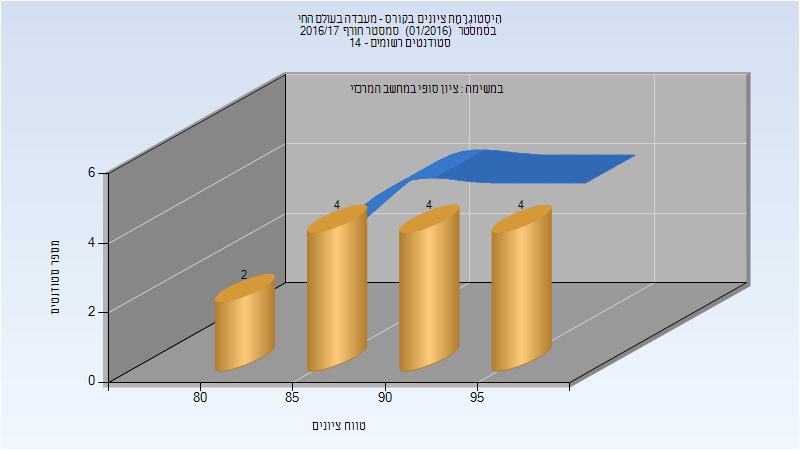 היסטוגרמת ציונים בקורס - מעבדה בעולם החי
בסמסטר (01/2016) סמסטר חורף 2016/17
סטודנטים רשומים - 14
במשימה : ציון סופי במחשב המרכזי
מספר סטודנטים
6
4
2
0
2
4
4
4
80
85
90
95
טווח ציונים